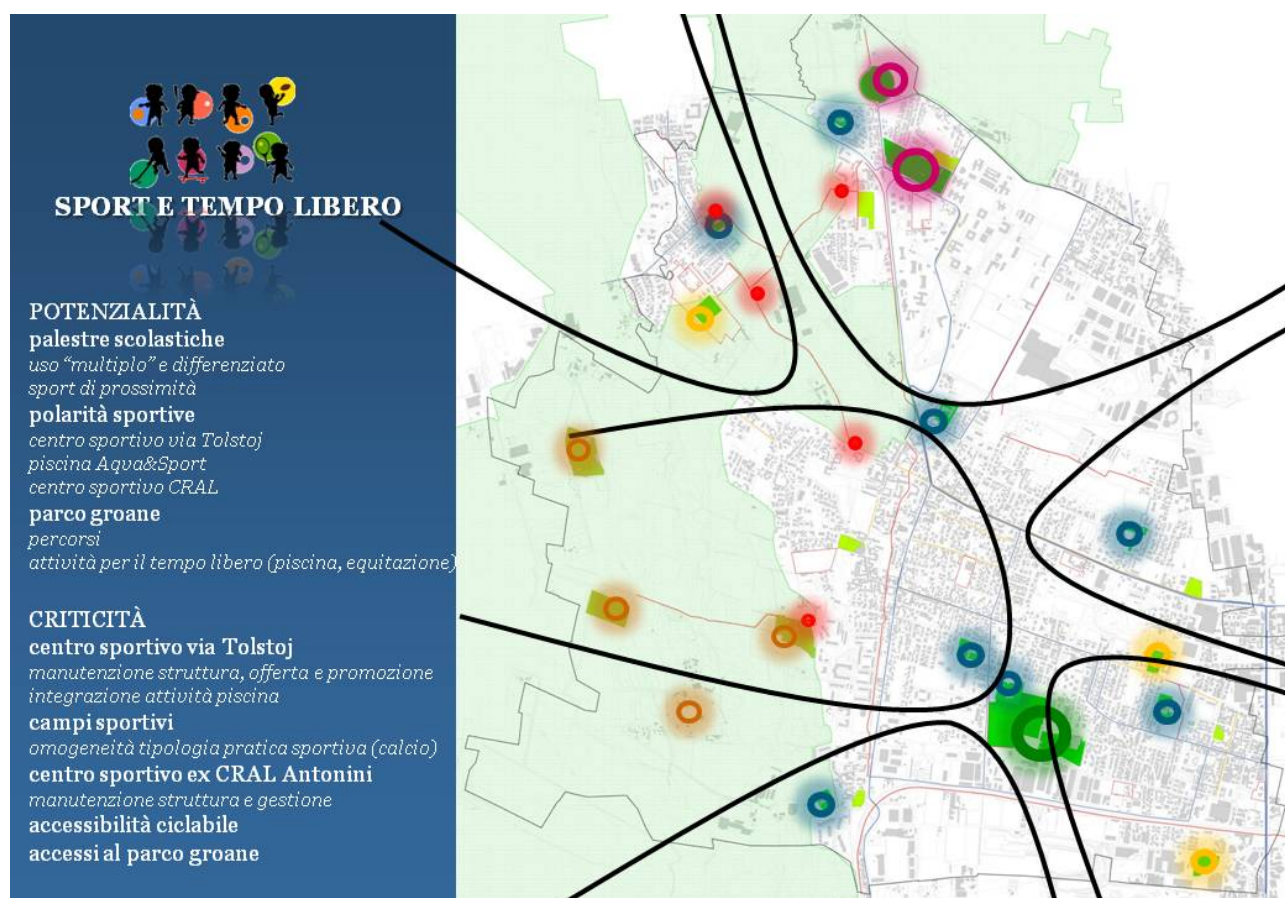 SPORT E TEMPO LIBERO
POTENZIALITÀ
palestre scolastiche
uso “multiplo” e differenziato
sport di prossimità
polarità sportive
centro sportivo via Tolstoj
piscina Aqva&Sport
centro sportivo CRAL
parco groane
percorsi
attività per il tempo libero (piscina, equitazione)
CRITICITÀ
centro sportivo via Tolstoj
manutenzione struttura, offerta e promozione
integrazione attività piscina
campi sportivi
omogeneità tipologia pratica sportiva (calcio)
centro sportivo ex CRAL Antonini
manutenzione struttura e gestione
accessibilità ciclabile
accessi al parco groane